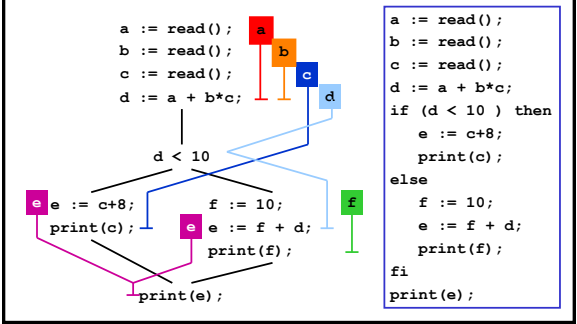 a := read(); a
b := read(); b
c := read(); c
d := a + b*c; d
d < 10
e e := c+8; f := 10; f
print(c); e e := f + d;
print(f);
print(e);
a := read();
b := read();
c := read();
d := a + b*c;
if (d < 10 ) then
e := c+8;
print(c);
else
f := 10;
e := f + d;
print(f);
fi
print(e);